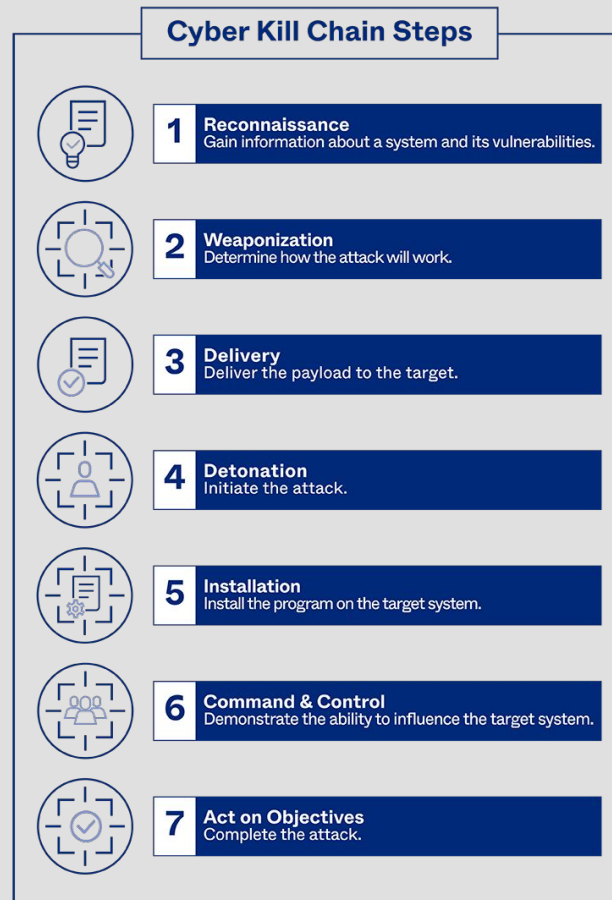 Cyber Kill Chain Steps
1
Reconnaissance
Gain information about a system and its vulnerabilities.
2
Weaponization
Determine how the attack will work.
3
Delivery
Deliver the payload to the target.
4
Detonation
Initiate the attack.
5
Installation
Install the program on the target system.
6
Command & Control
Demonstrate the ability to influence the target system.
7
Act on Objectives
Complete the attack.